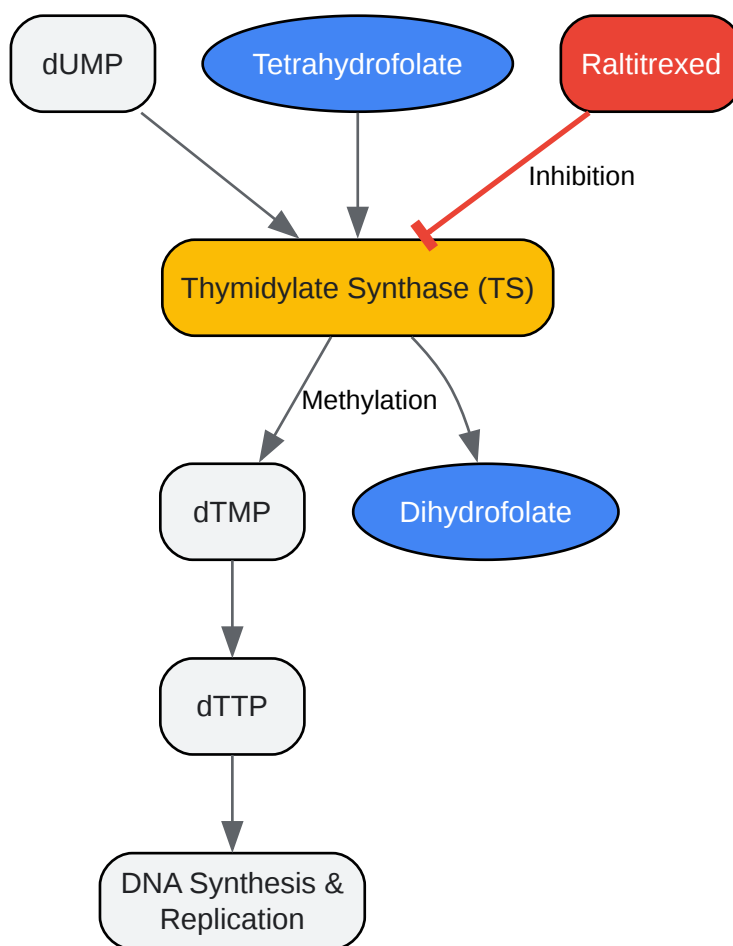 dUMP
Tetrahydrofolate
Raltitrexed
Inhibition
Thymidylate Synthase (TS)
Methylation
dTMP
Dihydrofolate
dTTP
DNA Synthesis &
Replication